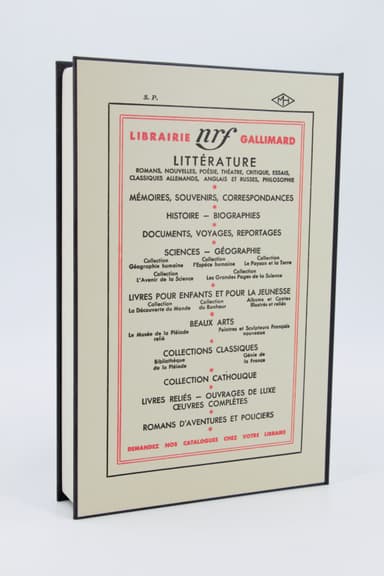 S. P.
MH
LIBRAIRIE nrf GALLIMARD
LITTÉRATURE
ROMANS, NOUVELLES, POÉSIE, THÉATRE, CRITIQUE, ESSAIS,
CLASSIQUES ALLEMANDS, ANGLAIS ET RUSSES, PHILOSOPHIE
MÉMOIRES, SOUVENIRS, CORRESPONDANCES
HISTOIRE — BIOGRAPHIES
DOCUMENTS, VOYAGES, REPORTAGES
SCIENCES — GÉOGRAPHIE
Collection Collection Collection
Géographie humaine l'Espèce humaine Le Paysan et la Terre
Collection Collection
L'Avenir de la Science Les Grandes Pages de la Science
LIVRES POUR ENFANTS ET POUR LA JEUNESSE
Collection Collection Albums et Contes
La Découverte du Monde du Bonheur illustrés et reliés
BEAUX ARTS
Le Musée de la Pléiade Peintres et Sculpteurs Français
relié nouveaux
COLLECTIONS CLASSIQUES
Bibliothèque Génie de
de la Pléiade la France
COLLECTION CATHOLIQUE
LIVRES RELIÉS — OUVRAGES DE LUXE
ŒUVRES COMPLÈTES
ROMANS D'AVENTURES ET POLICIERS
DEMANDEZ NOS CATALOGUES CHEZ VOTRE LIBRAIRE